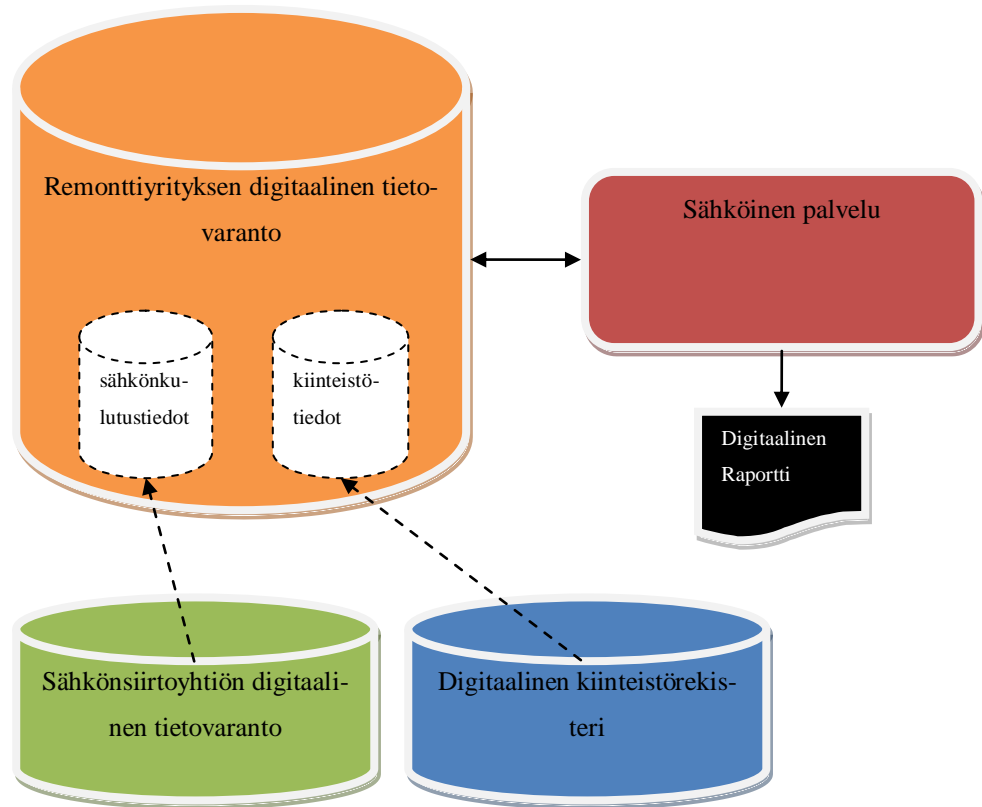 Remonttiyrityksen digitaalinen tieto-
varanto
Sähköinen palvelu
sähkönku-
lutustiedot
kiinteistö-
tiedot
Digitaalinen
Raportti
Sähkönsiirtoyhtiön digitaali-
nen tietovaranto
Digitaalinen kiinteistörekis-
teri